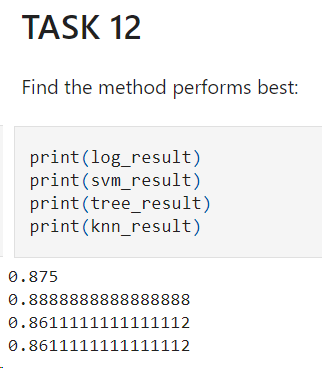 TASK 12
Find the method performs best:
print(log_result)
print(svm_result)
print(tree_result)
print(knn_result)
0.875
0.8888888888888888
0.8611111111111112
0.8611111111111112